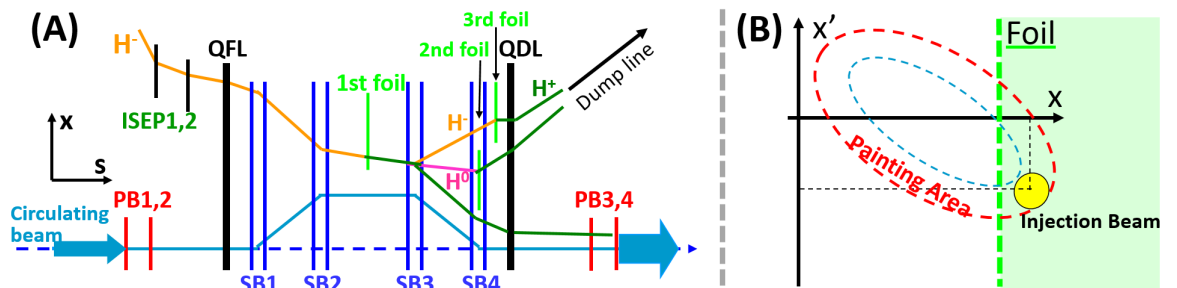 (A)
H-
QFL
3rd foil
2nd foil
QDL
1st foil
H+
Dump line
ISEP1,2
H-
X
S
H0
PB1,2
PB3,4
Circulating
beam
SB1
SB2
SB3
SB4
(B)
X’
Foil
X
Painting Area
Injection Beam